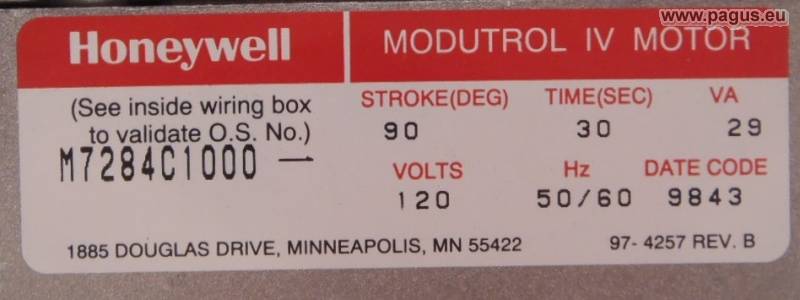 www.pagus.eu
Honeywell
MODUTROL IV MOTOR
(See inside wiring box
to validate O.S. No.)
M7284C1000 —
STROKE(DEG) TIME(SEC) VA
90 30 29
VOLTS Hz DATE CODE
120 50/60 9843
1885 DOUGLAS DRIVE, MINNEAPOLIS, MN 55422
97- 4257 REV. B